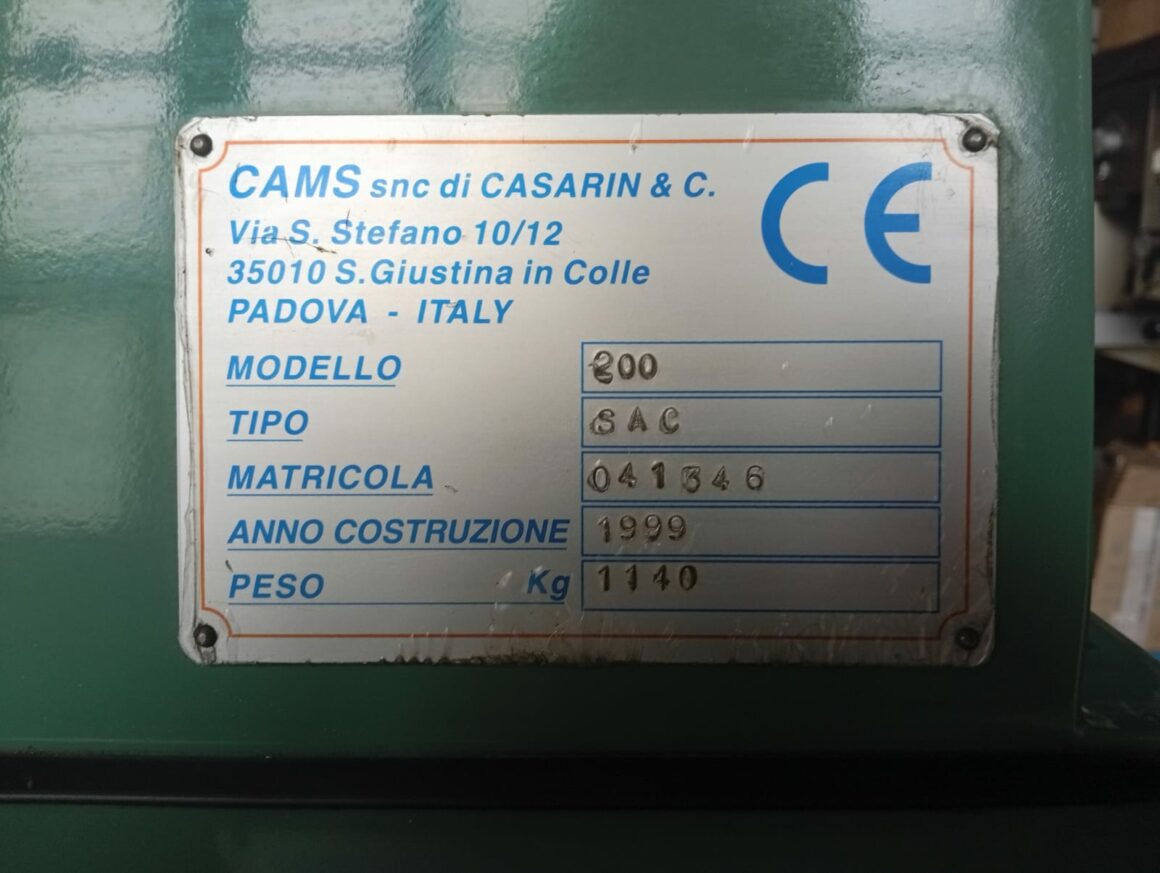 CAMS snc di CASARIN & C.
CE
Via S. Stefano 10/12
35010 S.Giustina in Colle
PADOVA - ITALY
MODELLO 200
TIPO SAC
MATRICOLA
ANNO COSTRUZIONE 1999
PESO Kg 1140